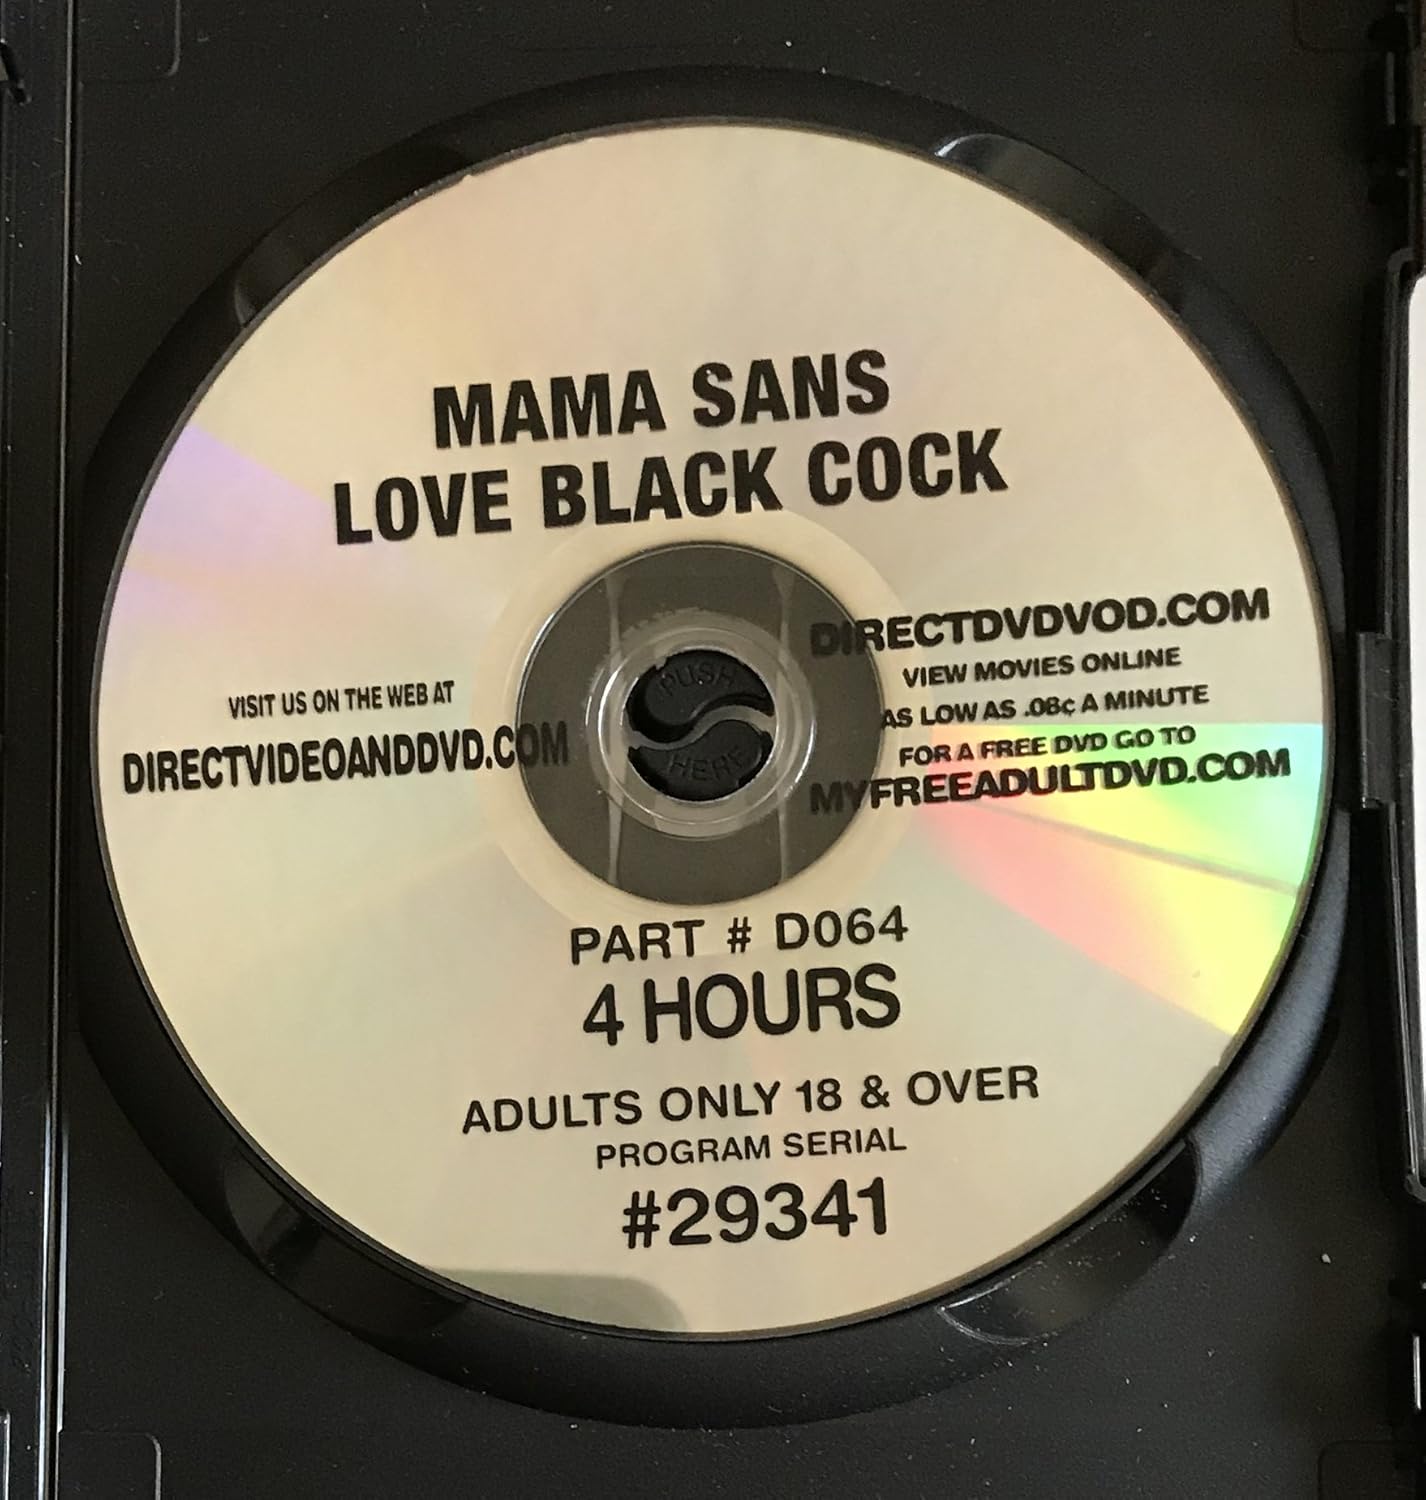 MAMA SANS
LOVE BLACK COCK
VISIT US ON THE WEB AT
DIRECTVIDEOANDDVD.COM
DIRECTDVDVOD.COM
VIEW MOVIES ONLINE
AS LOW AS .08¢ A MINUTE
FOR A FREE DVD GO TO
MYFREEADULTDVD.COM
PUSH
HERE
PART # D064
4 HOURS
ADULTS ONLY 18 & OVER
PROGRAM SERIAL
#29341